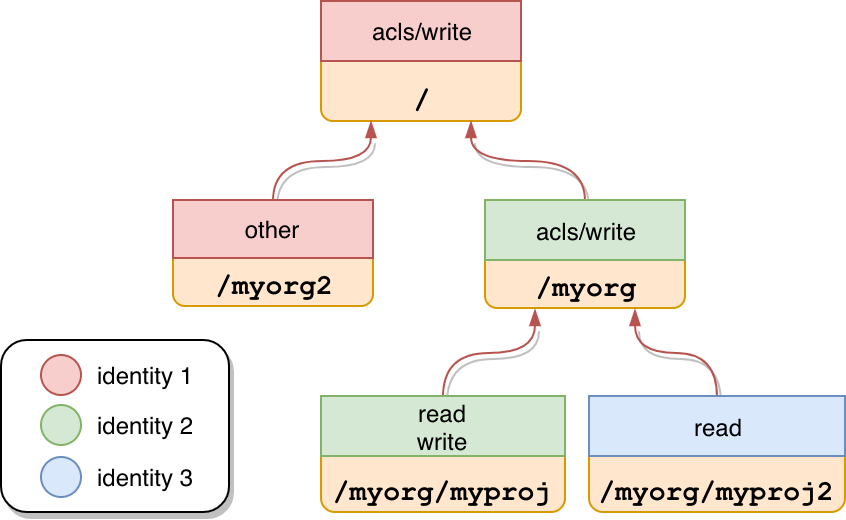 acls/write
/
other
/myorg2
acls/write
/myorg
identity 1
identity 2
identity 3
read
write
/myorg/myproj
read
/myorg/myproj2